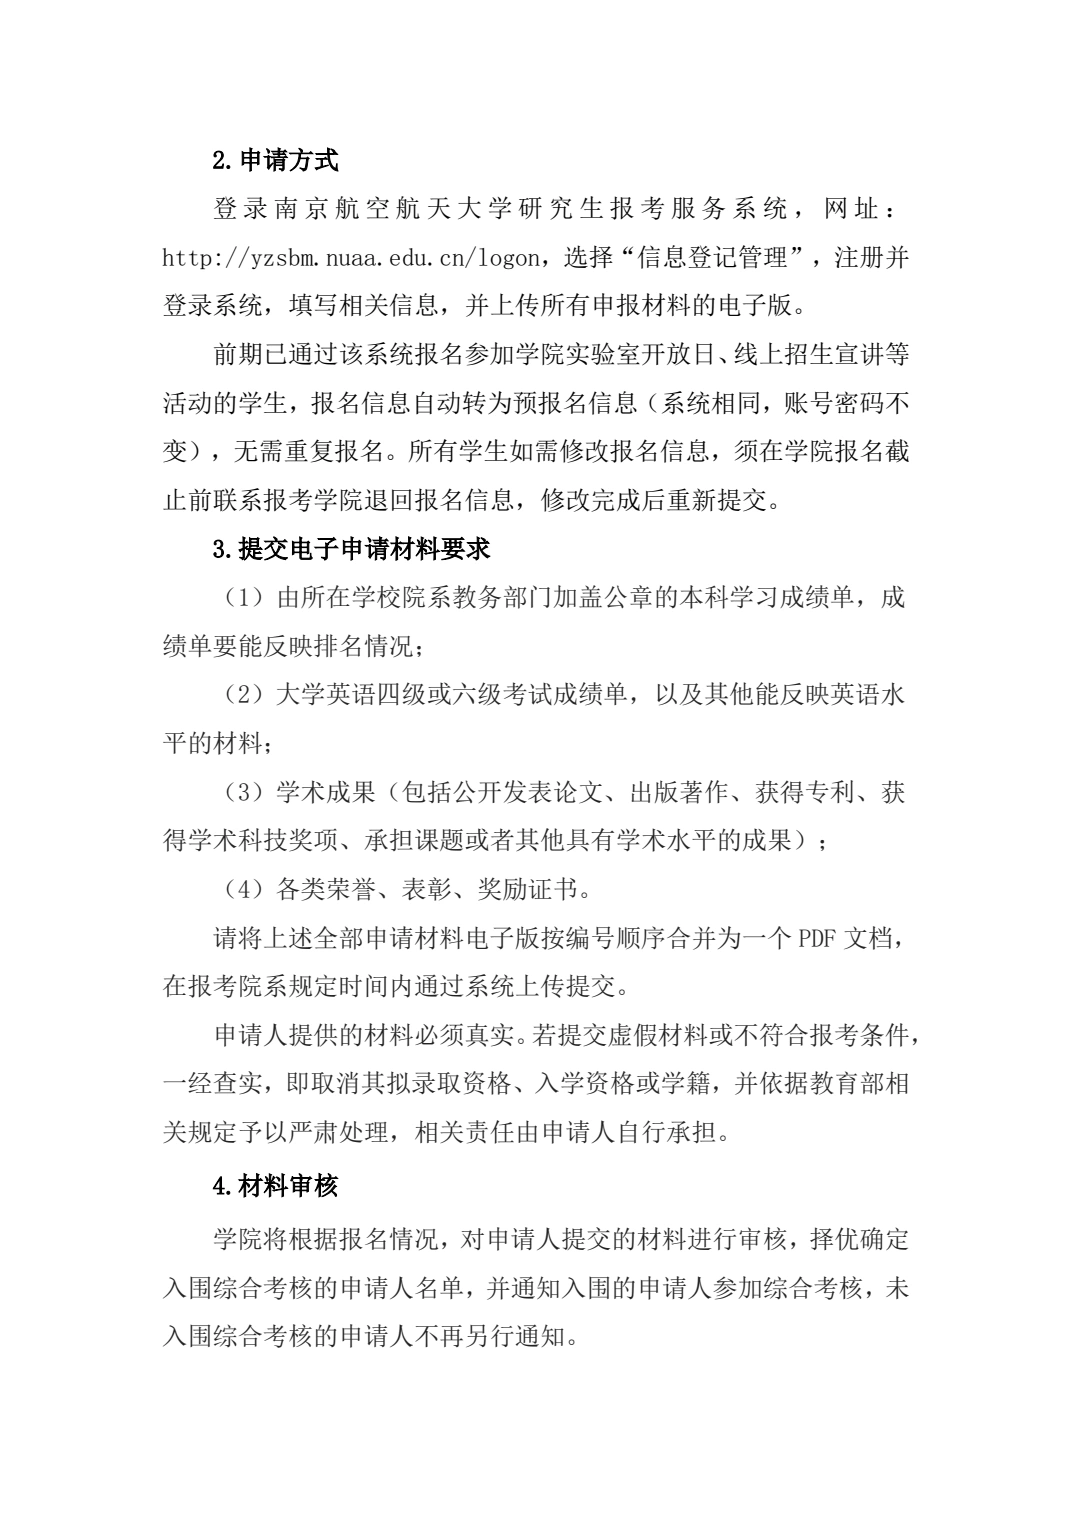 2.申请方式
登录南京航空航天大学研究生报考服务系统，网址：
http://yzsbm.nuaa.edu.cn/logon，选择“信息登记管理”，注册并
登录系统，填写相关信息，并上传所有申报材料的电子版。
前期已通过该系统报名参加学院实验室开放日、线上招生宣讲等
活动的学生，报名信息自动转为预报名信息（系统相同，账号密码不
变），无需重复报名。所有学生如需修改报名信息，须在学院报名截
止前联系报考学院退回报名信息，修改完成后重新提交。
3.提交电子申请材料要求
（1）由所在学校院系教务部门加盖公章的本科学习成绩单，成
绩单要能反映排名情况；
（2）大学英语四级或六级考试成绩单，以及其他能反映英语水
平的材料；
（3）学术成果（包括公开发表论文、出版著作、获得专利、获
得学术科技奖项、承担课题或者其他具有学术水平的成果）；
（4）各类荣誉、表彰、奖励证书。
请将上述全部申请材料电子版按编号顺序合并为一个 PDF 文档，
在报考院系规定时间内通过系统上传提交。
申请人提供的材料必须真实。若提交虚假材料或不符合报考条件，
一经查实，即取消其拟录取资格、入学资格或学籍，并依据教育部相
关规定予以严肃处理，相关责任由申请人自行承担。
4.材料审核
学院将根据报名情况，对申请人提交的材料进行审核，择优确定
入围综合考核的申请人名单，并通知入围的申请人参加综合考核，未
入围综合考核的申请人不再另行通知。